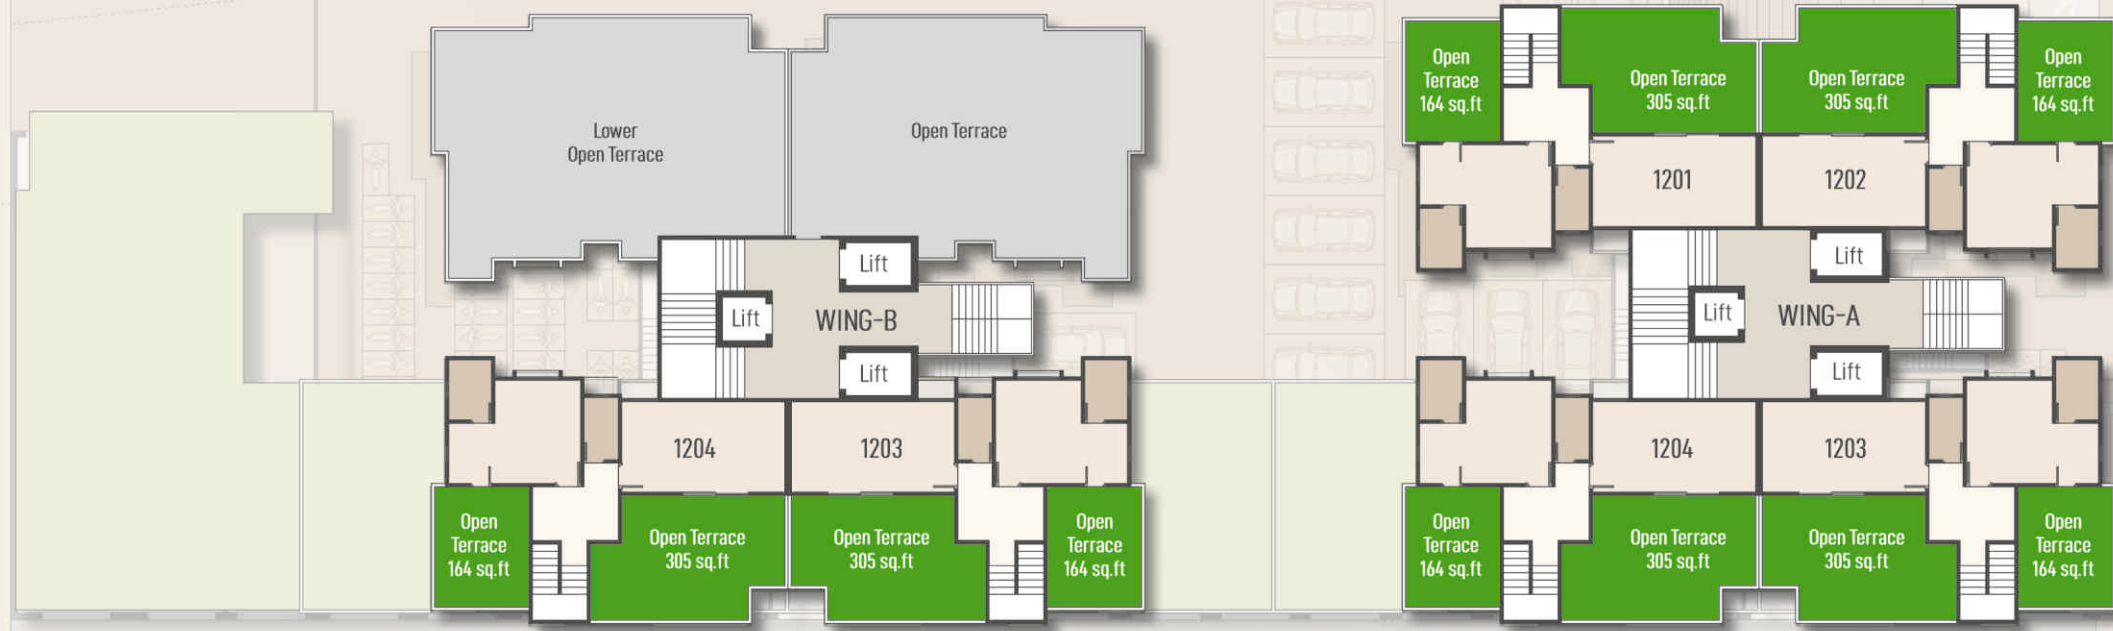 Lower
Open Terrace
Open Terrace
Lift
Lift
WING-B
Lift
1204
1203
Open
Terrace
164 sq.ft
Open Terrace
305 sq.ft
Open Terrace
305 sq.ft
Open
Terrace
164 sq.ft
Open
Terrace
164 sq.ft
Open Terrace
305 sq.ft
Open Terrace
305 sq.ft
Open
Terrace
164 sq.ft
1201
1202
Lift
Lift
WING-A
Lift
1204
1203
Open
Terrace
164 sq.ft
Open Terrace
305 sq.ft
Open Terrace
305 sq.ft
Open
Terrace
164 sq.ft